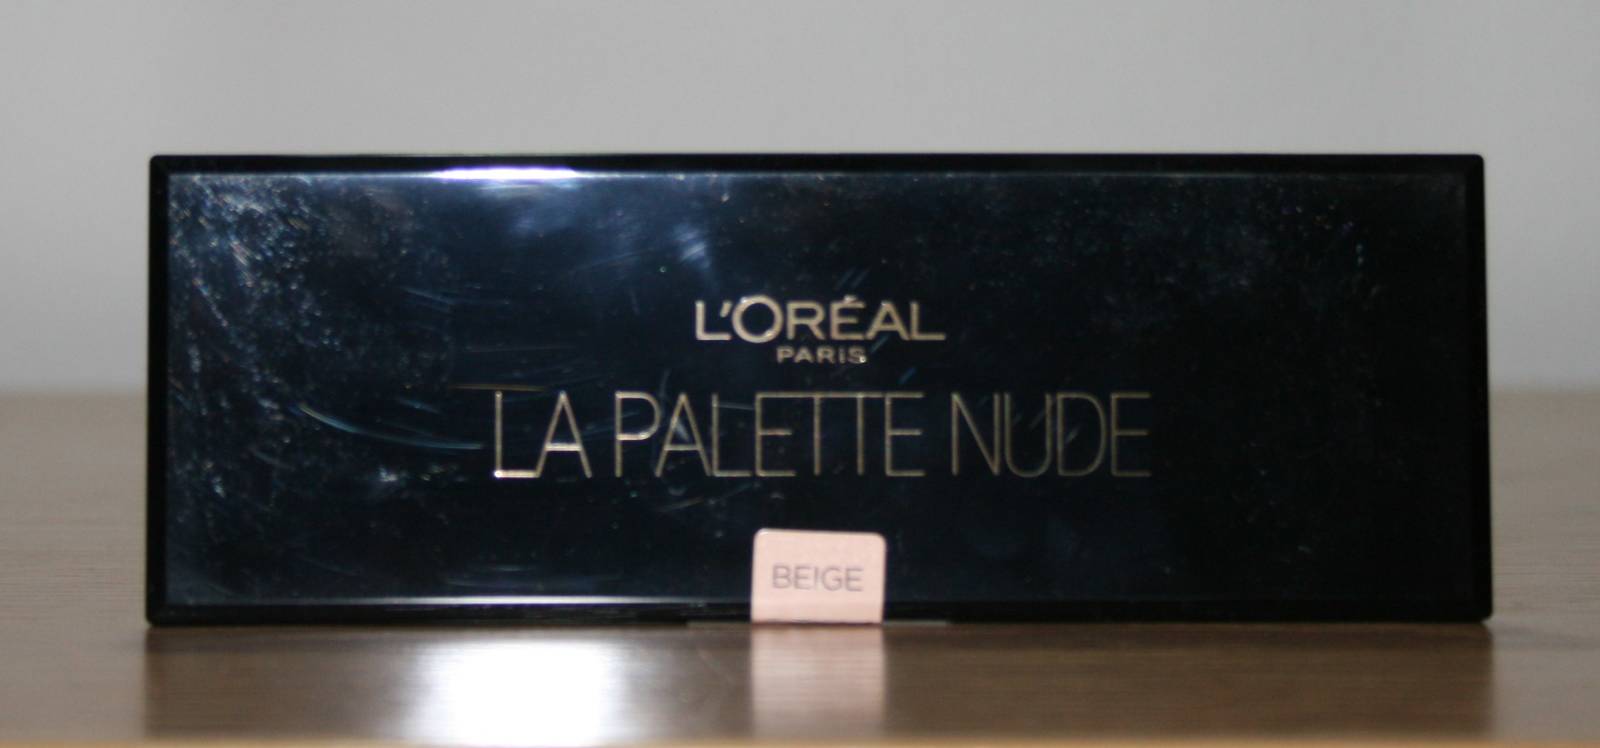 L'ORÉAL
PARIS
LA PALETTE NUDE
BEIGE